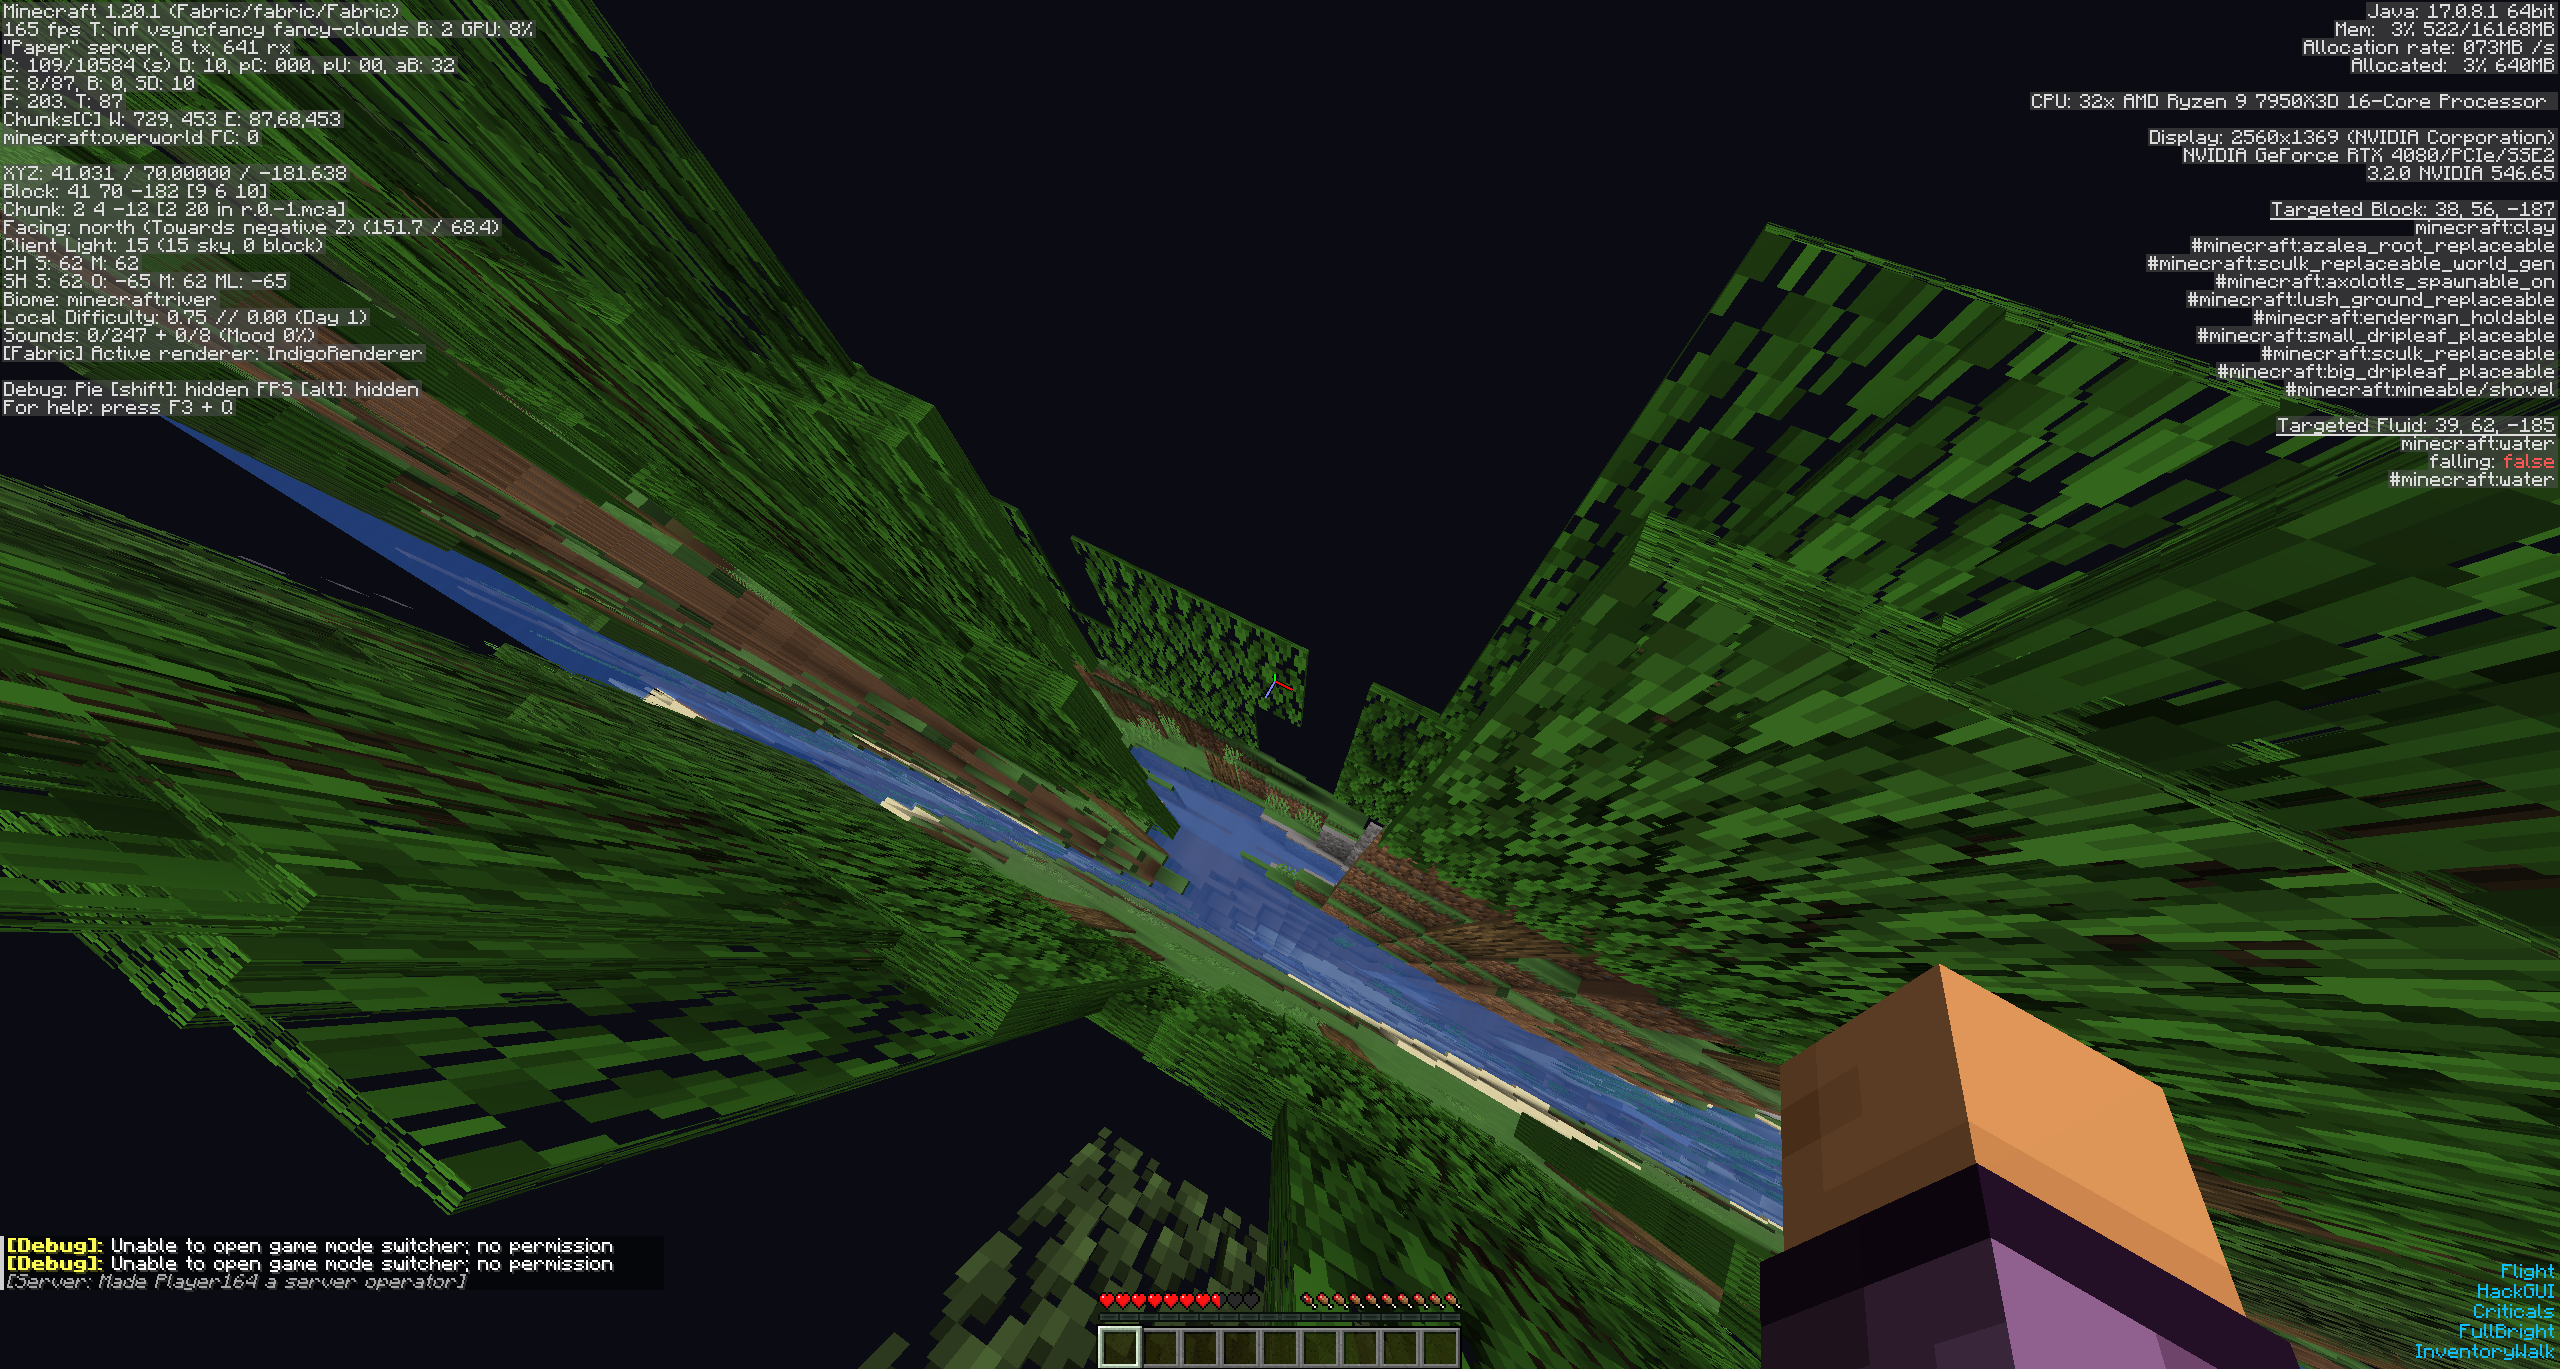 Minecraft 1.20.1 (Fabric/fabric/Fabric)
165 fps T: inf vsyncfancy fancy-clouds B: 2 GPU: 8%
"Paper" server, 8 tx, 641 rx
C: 109/10584 (s) D: 10, pC: 000, pU: 00, aB: 32
E: 8/87, B: 0, SD: 10
P: 203. T: 87
Chunks[C] W: 729, 453 E: 87,68,453
minecraft:overworld FC: 0
XYZ: 41.031 / 70.00000 / -181.638
Block: 41 70 -182 [9 6 10]
Chunk: 2 4 -12 [2 20 in r.0.-1.mca]
Facing: north (Towards negative Z) (151.7 / 68.4)
Client Light: 15 (15 sky, 0 block)
CH S: 62 M: 62
SH S: 62 O: -65 M: 62 ML: -65
Biome: minecraft:river
Local Difficulty: 0.75 // 0.00 (Day 1)
Sounds: 0/247 + 0/8 (Mood 0%)
[Fabric] Active renderer: IndigoRenderer
Debug: Pie [shift]: hidden FPS [alt]: hidden
For help: press F3 + Q
Java: 17.0.8.1 64bit
Mem: 3% 522/16168MB
Allocation rate: 073MB /s
Allocated: 3% 640MB
CPU: 32x AMD Ryzen 9 7950X3D 16-Core Processor
Display: 2560x1369 (NVIDIA Corporation)
NVIDIA GeForce RTX 4080/PCIe/SSE2
3.2.0 NVIDIA 546.65
Targeted Block: 38, 56, -187
minecraft:clay
#minecraft:azalea_root_replaceable
#minecraft:sculk_replaceable_world_gen
#minecraft:axolotls_spawnable_on
#minecraft:lush_ground_replaceable
#minecraft:enderman_holdable
#minecraft:small_dripleaf_placeable
#minecraft:sculk_replaceable
#minecraft:big_dripleaf_placeable
#minecraft:mineable/shovel
Targeted Fluid: 39, 62, -185
minecraft:water
falling: false
#minecraft:water
[Debug]: Unable to open game mode switcher; no permission
[Debug]: Unable to open game mode switcher; no permission
[Server: Made Player164 a server operator]
Flight
HackGUI
Criticals
FullBright
InventoryWalk